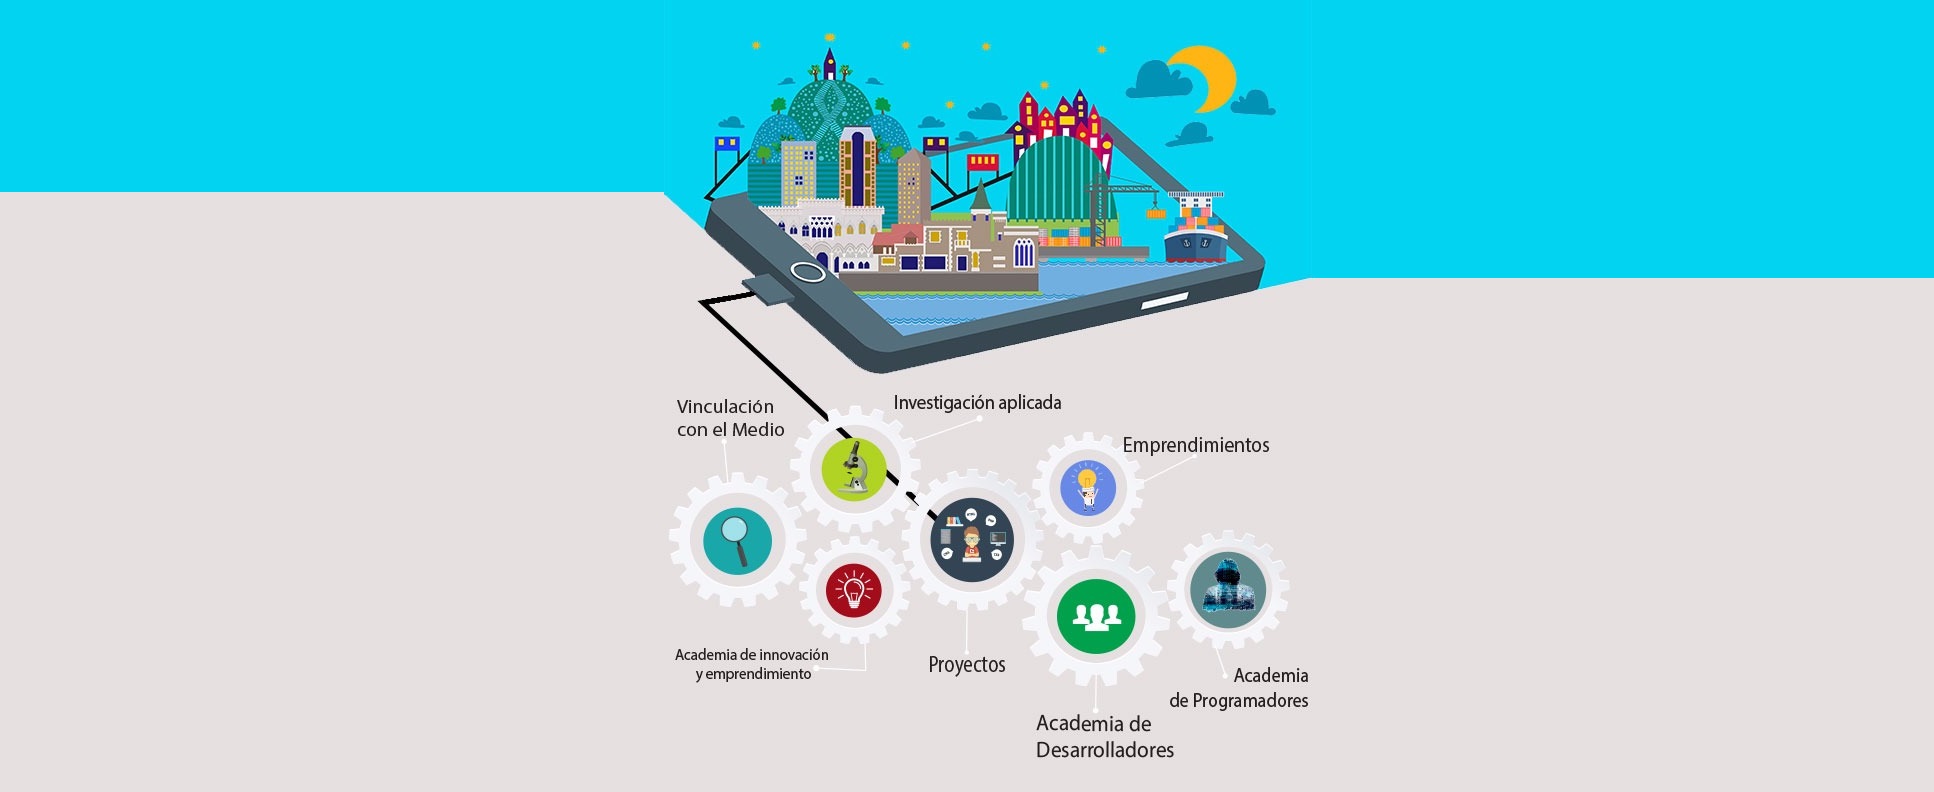 Vinculación
con el Medio
Investigación aplicada
Emprendimientos
Academia de innovación
y emprendimiento
Proyectos
Academia
de Programadores
Academia de
Desarrolladores